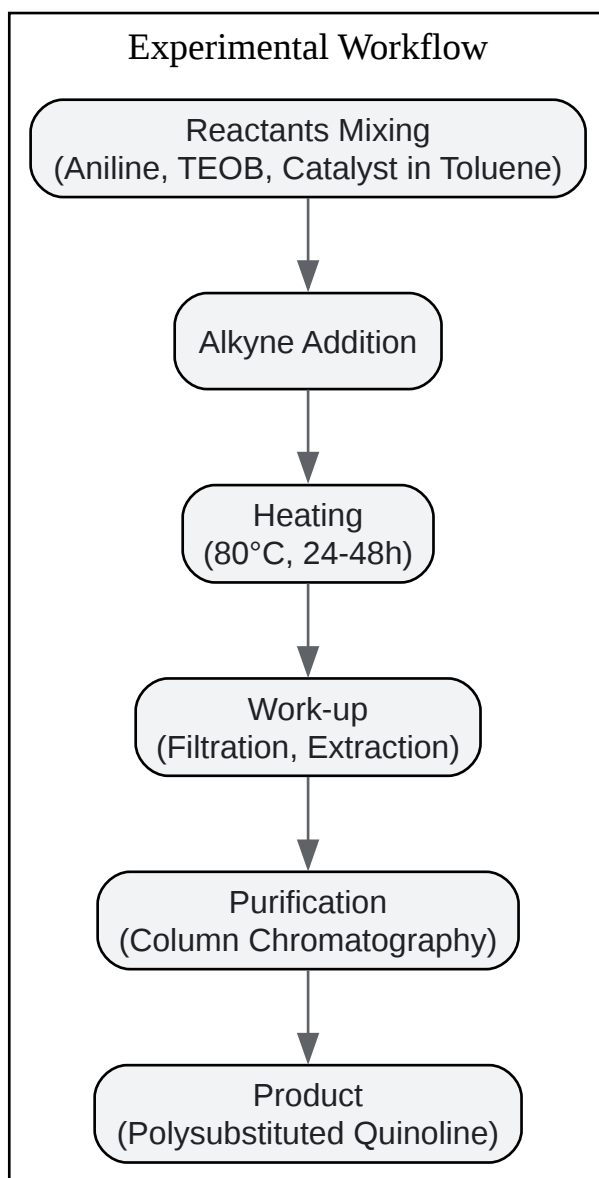 Experimental Workflow
Reactants Mixing
(Aniline, TEOB, Catalyst in Toluene)
Alkyne Addition
Heating
(80°C, 24-48h)
Work-up
(Filtration, Extraction)
Purification
(Column Chromatography)
Product
(Polysubstituted Quinoline)